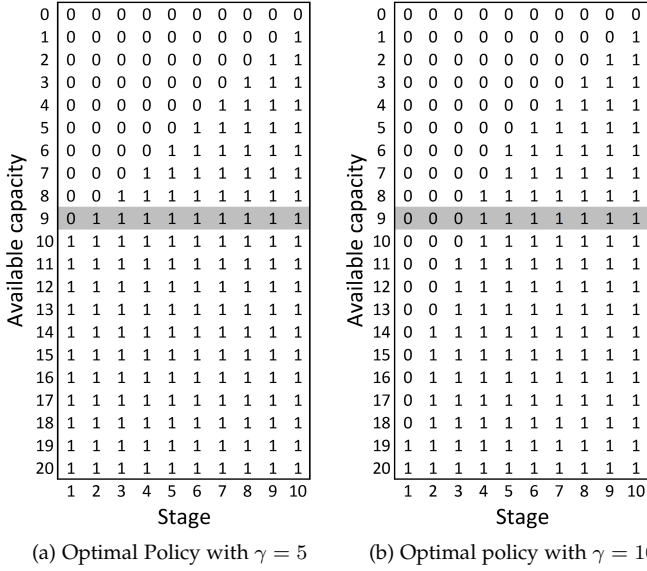 0 0 0 0 0 0 0 0 0 0 0 0 0 0 0 0 0 0 0 0 0 0
1 0 0 0 0 0 0 0 0 0 1 1 0 0 0 0 0 0 0 0 0 1
2 0 0 0 0 0 0 0 0 1 1 2 0 0 0 0 0 0 0 0 1 1
3 0 0 0 0 0 0 0 1 1 1 3 0 0 0 0 0 0 0 1 1 1
4 0 0 0 0 0 0 1 1 1 1 4 0 0 0 0 0 0 1 1 1 1
5 0 0 0 0 0 1 1 1 1 1 5 0 0 0 0 0 1 1 1 1 1
6 0 0 0 0 1 1 1 1 1 1 6 0 0 0 0 1 1 1 1 1 1
7 0 0 0 1 1 1 1 1 1 1 7 0 0 0 0 1 1 1 1 1 1
8 0 0 1 1 1 1 1 1 1 1 8 0 0 0 1 1 1 1 1 1 1
9 0 1 1 1 1 1 1 1 1 1 9 0 0 0 1 1 1 1 1 1 1
10 1 1 1 1 1 1 1 1 1 1 10 0 0 0 1 1 1 1 1 1 1
11 1 1 1 1 1 1 1 1 1 1 11 0 0 1 1 1 1 1 1 1 1
12 1 1 1 1 1 1 1 1 1 1 12 0 0 1 1 1 1 1 1 1 1
13 1 1 1 1 1 1 1 1 1 1 13 0 0 1 1 1 1 1 1 1 1
14 1 1 1 1 1 1 1 1 1 1 14 0 1 1 1 1 1 1 1 1 1
15 1 1 1 1 1 1 1 1 1 1 15 0 1 1 1 1 1 1 1 1 1
16 1 1 1 1 1 1 1 1 1 1 16 0 1 1 1 1 1 1 1 1 1
17 1 1 1 1 1 1 1 1 1 1 17 0 1 1 1 1 1 1 1 1 1
18 1 1 1 1 1 1 1 1 1 1 18 0 1 1 1 1 1 1 1 1 1
19 1 1 1 1 1 1 1 1 1 1 19 1 1 1 1 1 1 1 1 1 1
20 1 1 1 1 1 1 1 1 1 1 20 1 1 1 1 1 1 1 1 1 1
1 2 3 4 5 6 7 8 9 10 1 2 3 4 5 6 7 8 9 10
Available capacity
Available capacity
Stage Stage
(a) Optimal Policy with γ = 5 (b) Optimal policy with γ =